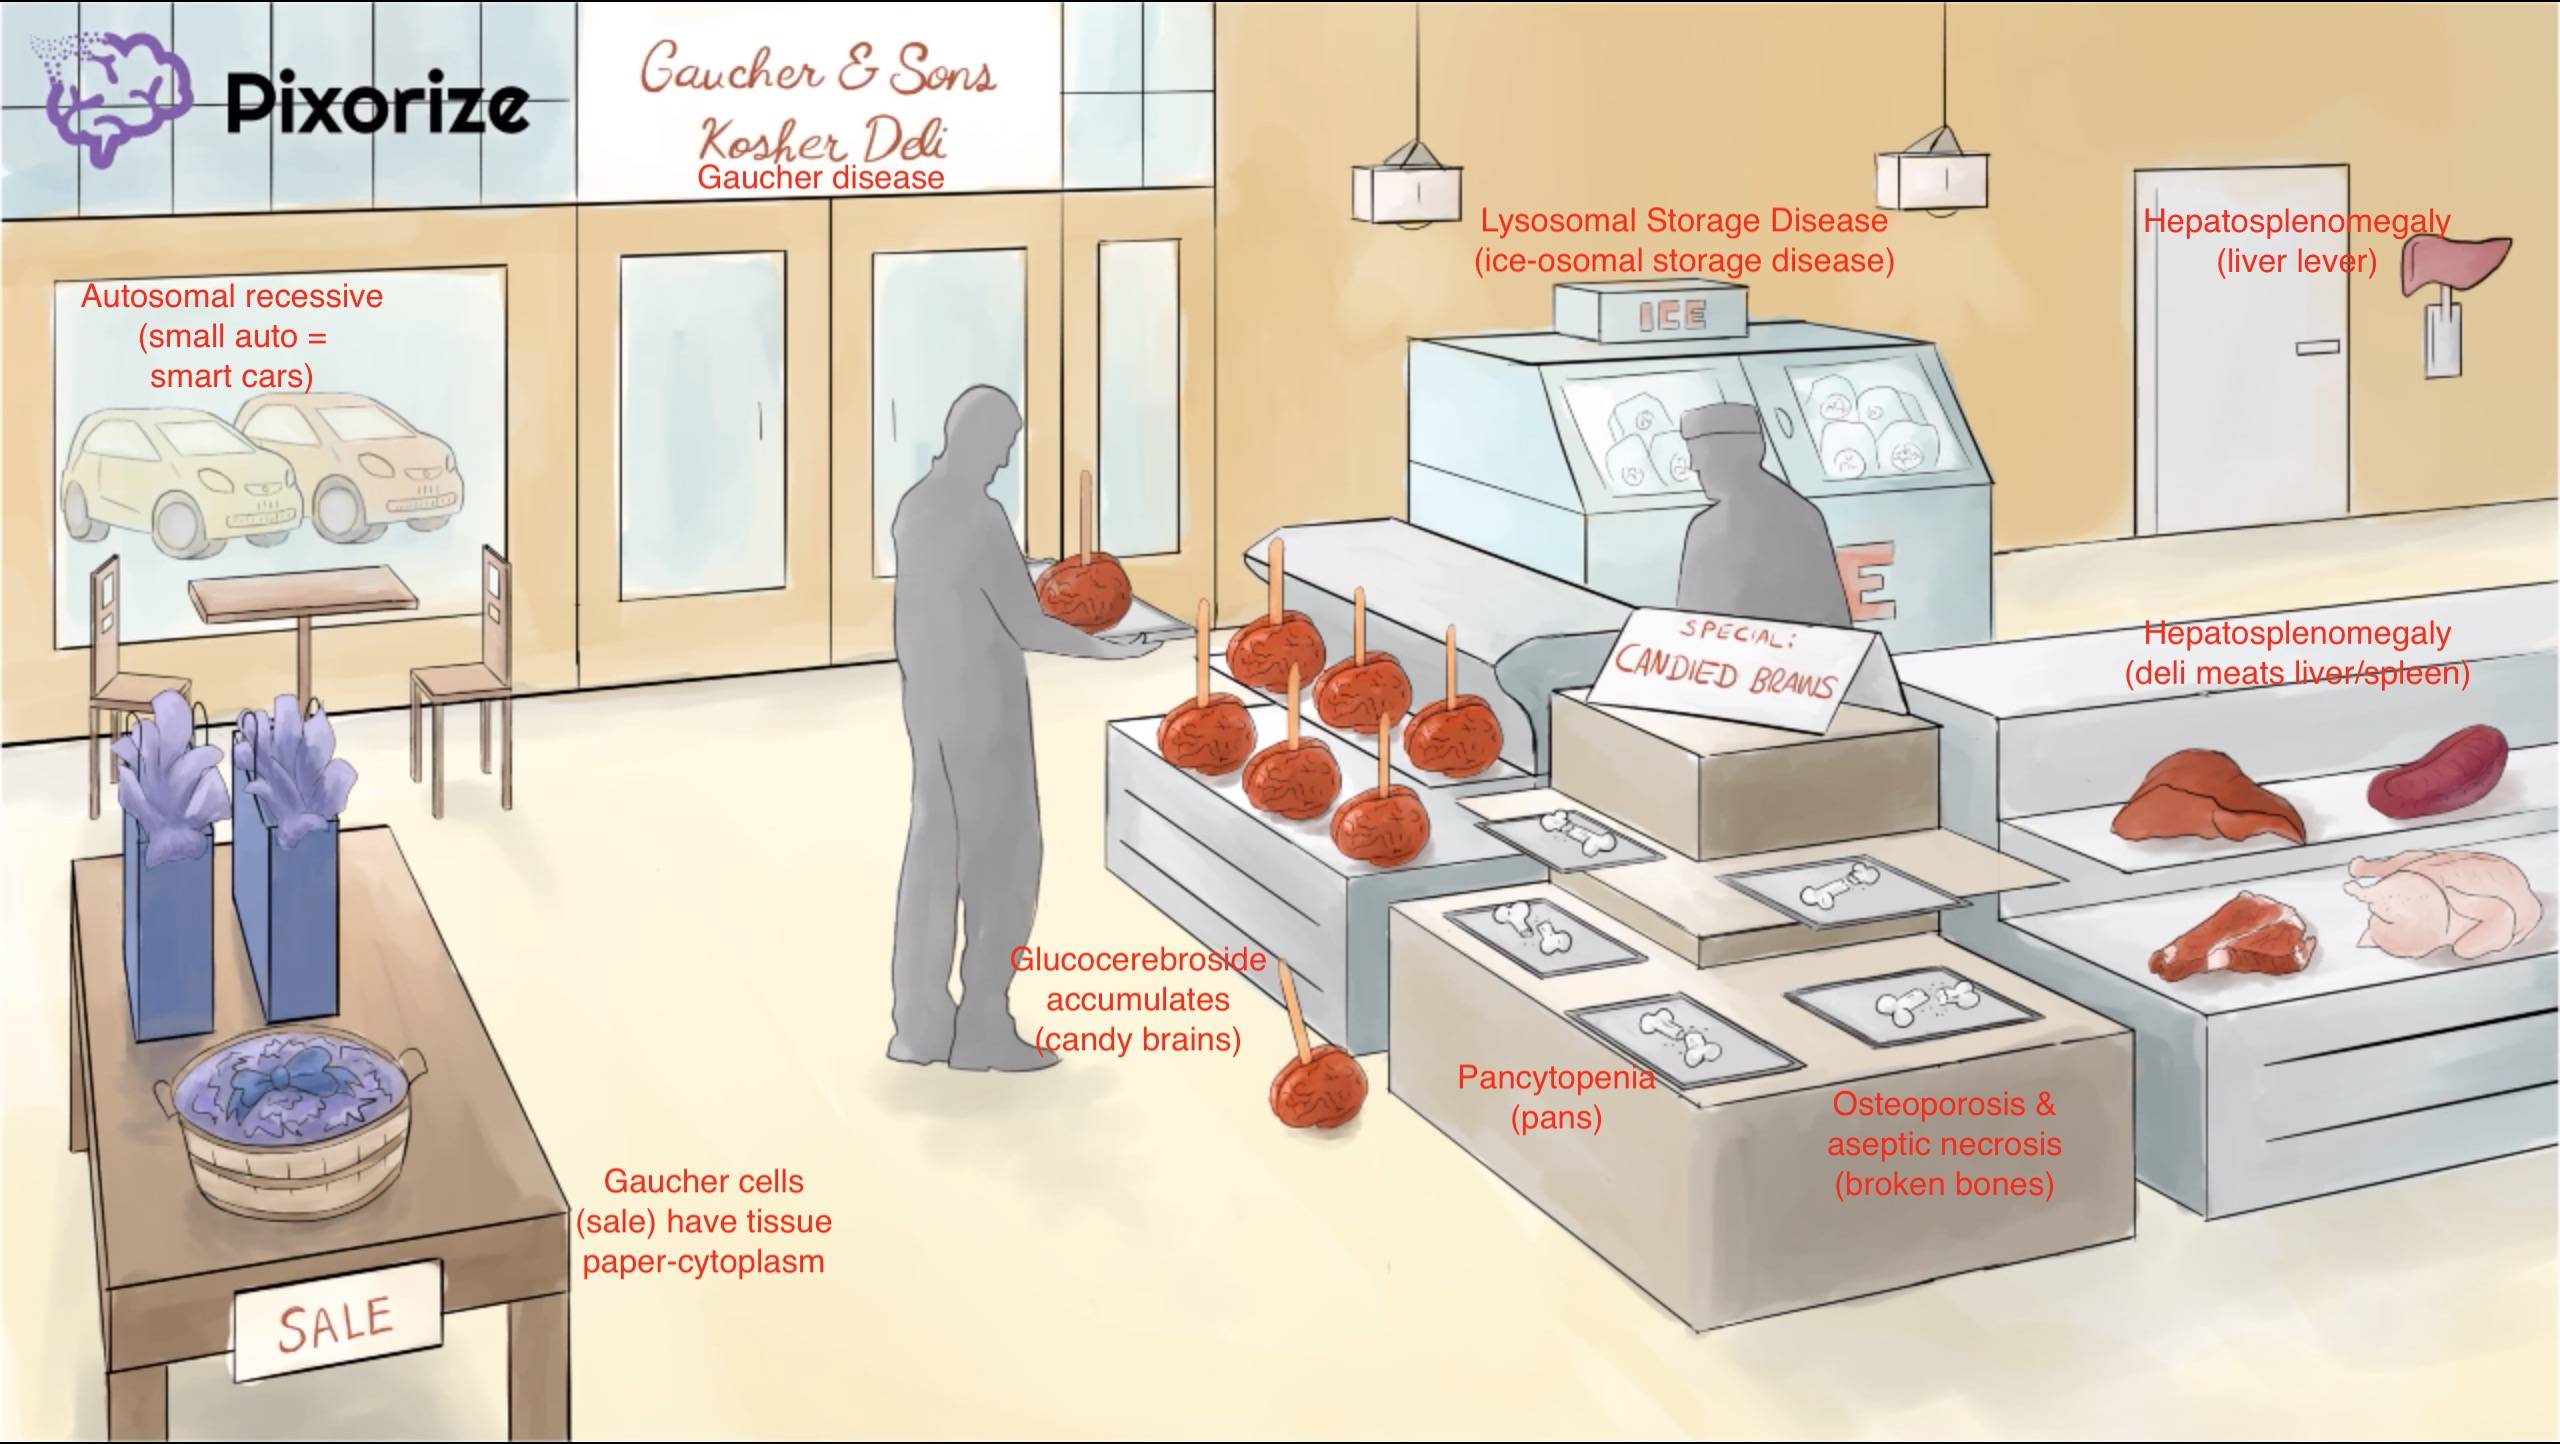 Pixorize
Gaucher & Sons
Kosher Deli
Gaucher disease
Autosomal recessive
(small auto =
smart cars)
Lysosomal Storage Disease
(ice-osomal storage disease)
ICE
Hepatosplenomegaly
(liver lever)
E
SPECIAL:
CANDIED BRAINS
Hepatosplenomegaly
(deli meats liver/spleen)
Glucocerebroside
accumulates
(candy brains)
Pancytopenia
(pans)
Osteoporosis &
aseptic necrosis
(broken bones)
Gaucher cells
(sale) have tissue
paper-cytoplasm
SALE